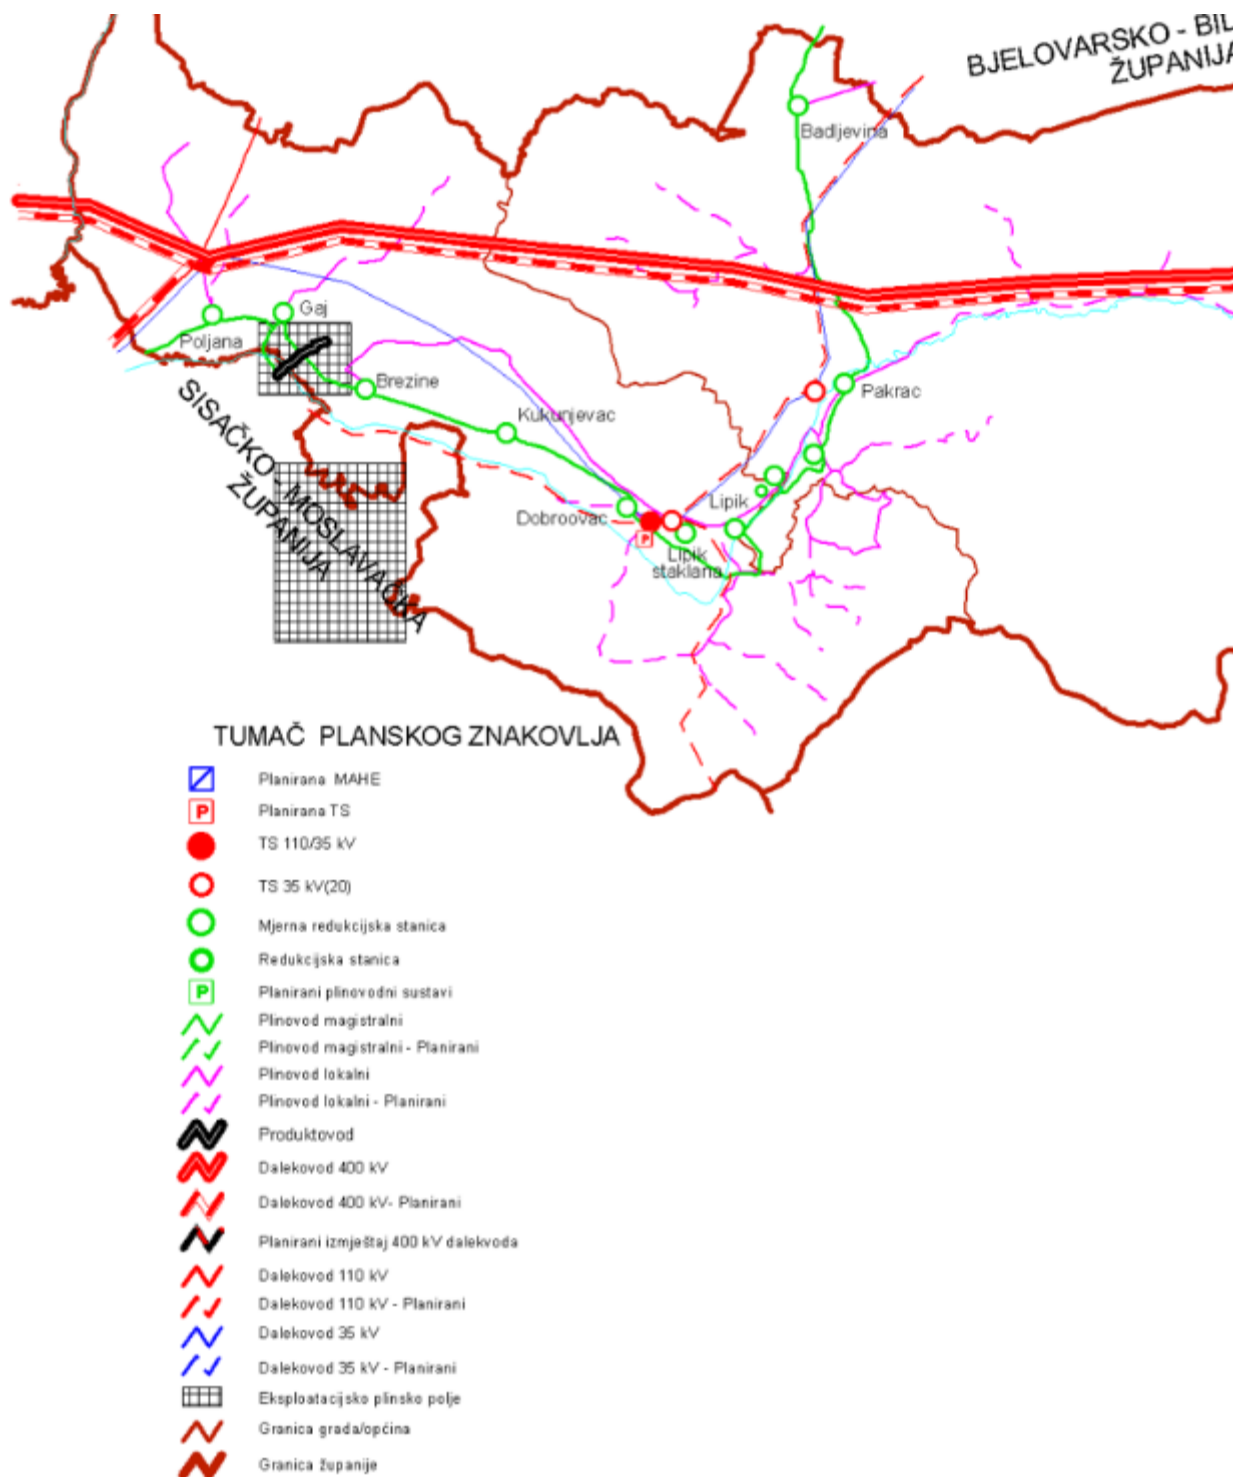 BJELOVARSKO - BIL
ŽUPANIJA
Badljevina
Gaj
Poljana
Brezine
Pakrac
SISAČKO - MOSLAVAČKA
ŽUPANIJA
Kukunjevac
Lipik
Dobroovac
Lipik
staklana
P
TUMAČ PLANSKOG ZNAKOVLJA
Planirana MAHE
P Planirana TS
TS 110/35 kV
TS 35 kV(20)
Mjerna redukcijska stanica
Redukcijska stanica
P Planirani plinovodni sustavi
Plinovod magistralni
Plinovod magistralni - Planirani
Plinovod lokalni
Plinovod lokalni - Planirani
Produktovod
Dalekovod 400 kV
Dalekovod 400 kV- Planirani
Planirani izmještaj 400 kV dalekvoda
Dalekovod 110 kV
Dalekovod 110 kV - Planirani
Dalekovod 35 kV
Dalekovod 35 kV - Planirani
Eksploatacijsko plinsko polje
Granica grada/općina
Granica županije